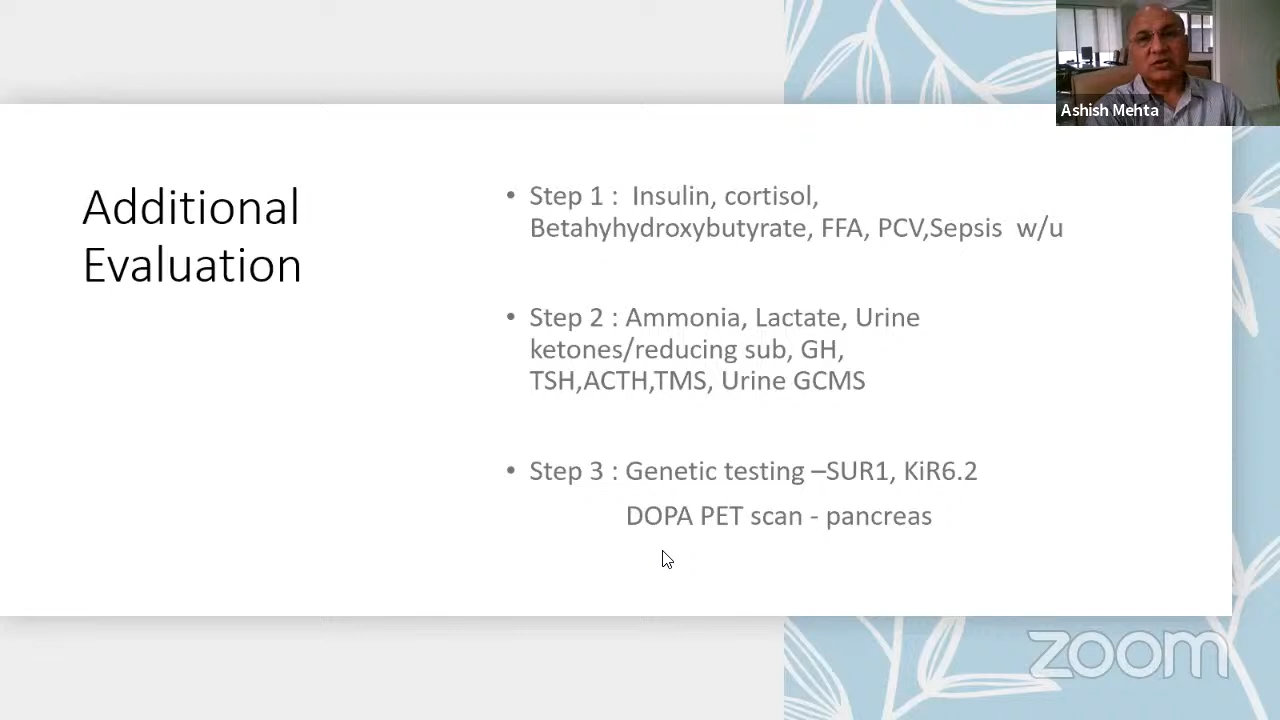 Ashish Mehta
Additional
Evaluation
• Step 1 : Insulin, cortisol,
Betahyhydroxybutyrate, FFA, PCV,Sepsis w/u
• Step 2 : Ammonia, Lactate, Urine
ketones/reducing sub, GH,
TSH,ACTH,TMS, Urine GCMS
• Step 3 : Genetic testing –SUR1, KiR6.2
DOPA PET scan - pancreas
zoom